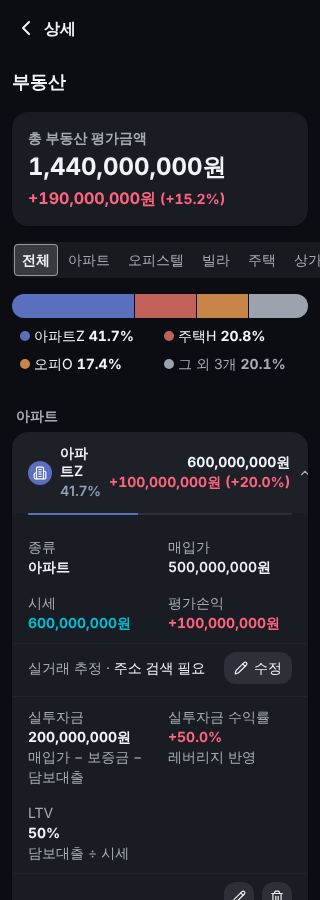 상세
부동산
총 부동산 평가금액
1,440,000,000원
+190,000,000원 (+15.2%)
전체 아파트 오피스텔 빌라 주택 상가
아파트Z 41.7% 주택H 20.8%
오피O 17.4% 그 외 3개 20.1%
아파트
아파
트Z
41.7%
600,000,000원
+100,000,000원 (+20.0%)
종류 매입가
아파트 500,000,000원
시세 평가손익
600,000,000원 +100,000,000원
실거래 추정 · 주소 검색 필요 수정
실투자금 실투자금 수익률
200,000,000원 +50.0%
매입가 − 보증금 − 레버리지 반영
담보대출
LTV
50%
담보대출 ÷ 시세